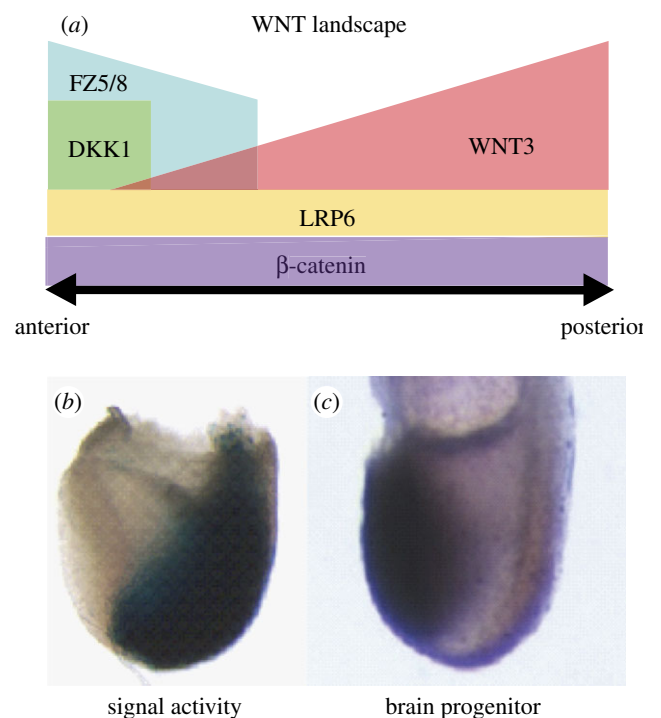 (a) WNT landscape
FZ5/8
DKK1
WNT3
LRP6
β-catenin
anterior posterior
(b) (c)
signal activity brain progenitor